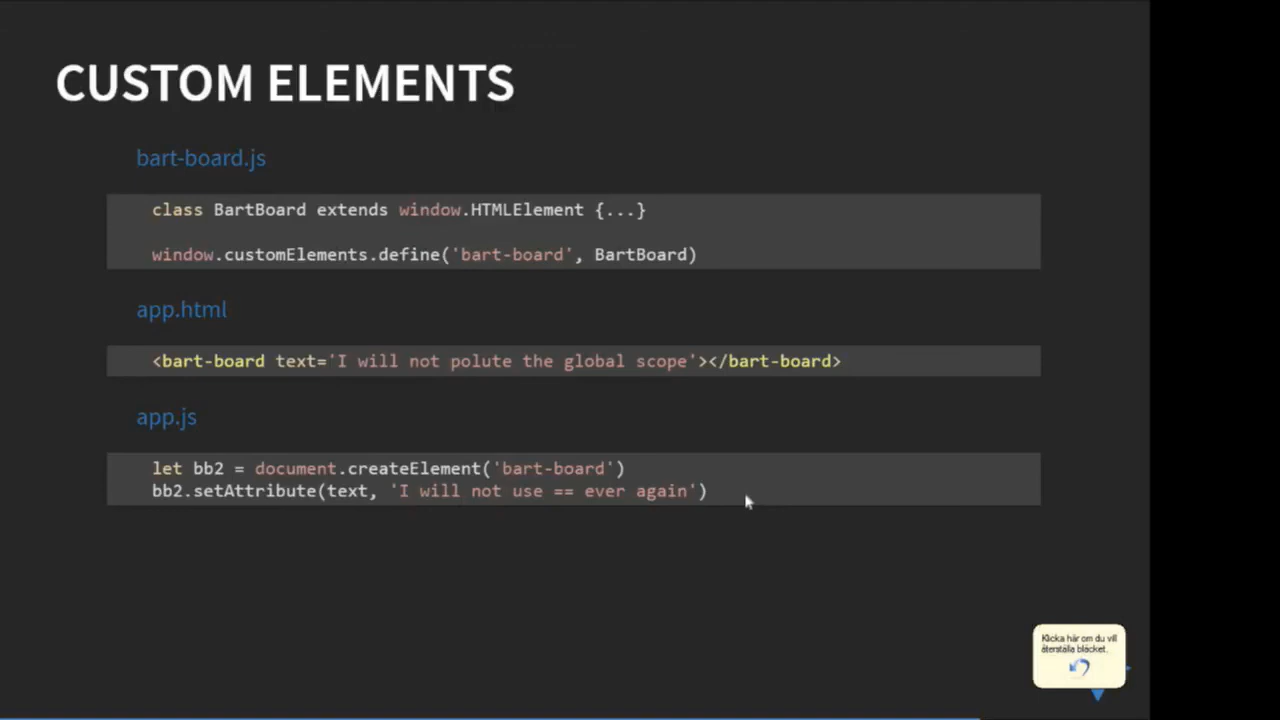 CUSTOM ELEMENTS
bart-board.js
class BartBoard extends window.HTMLElement {...}
window.customElements.define('bart-board', BartBoard)
app.html
<bart-board text='I will not polute the global scope'></bart-board>
app.js
let bb2 = document.createElement('bart-board')
bb2.setAttribute(text, 'I will not use == ever again')
Klicka här om du vill
återställa bläcket.